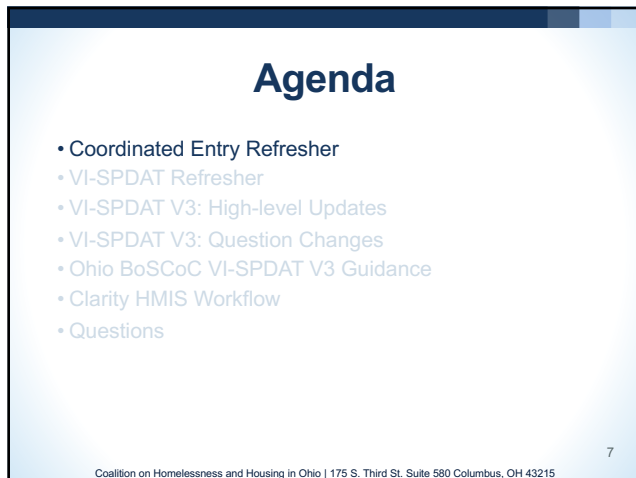 Agenda
• Coordinated Entry Refresher
• VI-SPDAT Refresher
• VI-SPDAT V3: High-level Updates
• VI-SPDAT V3: Question Changes
• Ohio BoSCoC VI-SPDAT V3 Guidance
• Clarity HMIS Workflow
• Questions
7
Coalition on Homelessness and Housing in Ohio | 175 S. Third St. Suite 580 Columbus, OH 43215